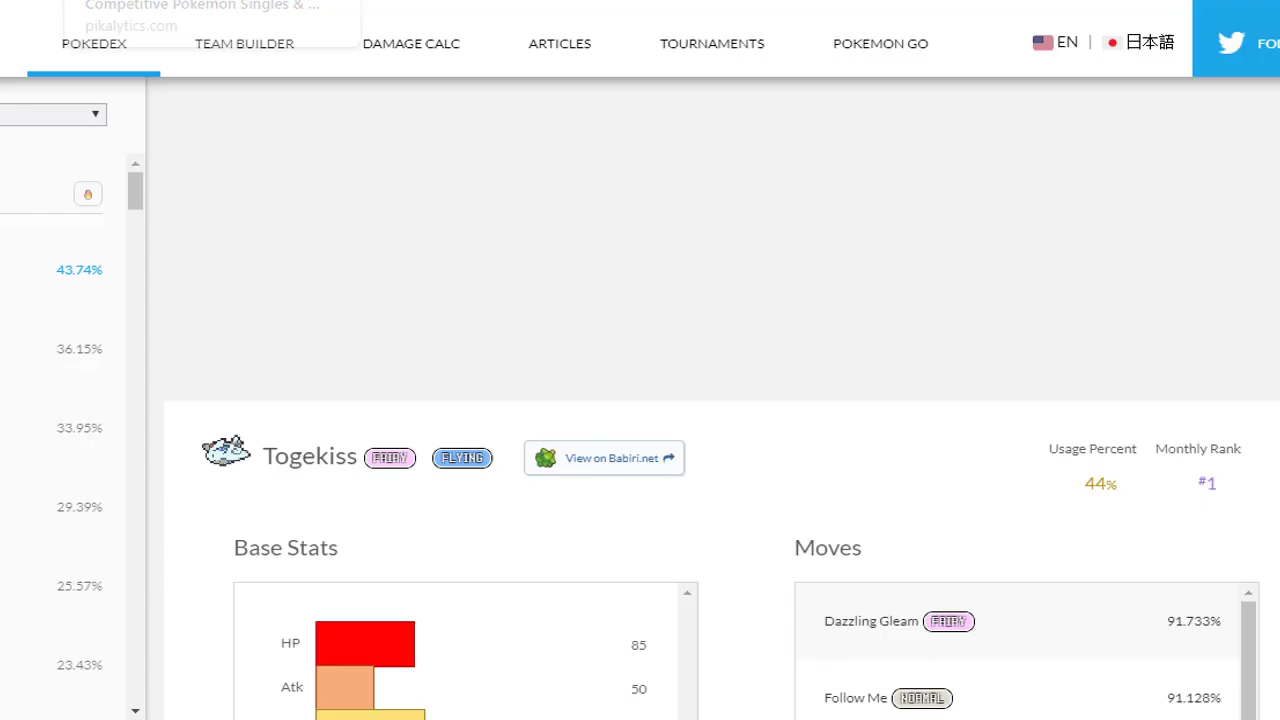 Competitive Pokemon Singles & ...
pikalytics.com
POKEDEX TEAM BUILDER DAMAGE CALC ARTICLES TOURNAMENTS POKEMON GO EN | 日本語 FO
43.74%
36.15%
33.95%
29.39%
25.57%
23.43%
Togekiss FAIRY FLYING View on Babiri.net
Usage Percent Monthly Rank
44% #1
Base Stats
HP 85
Atk 50
Moves
Dazzling Gleam FAIRY 91.733%
Follow Me NORMAL 91.128%